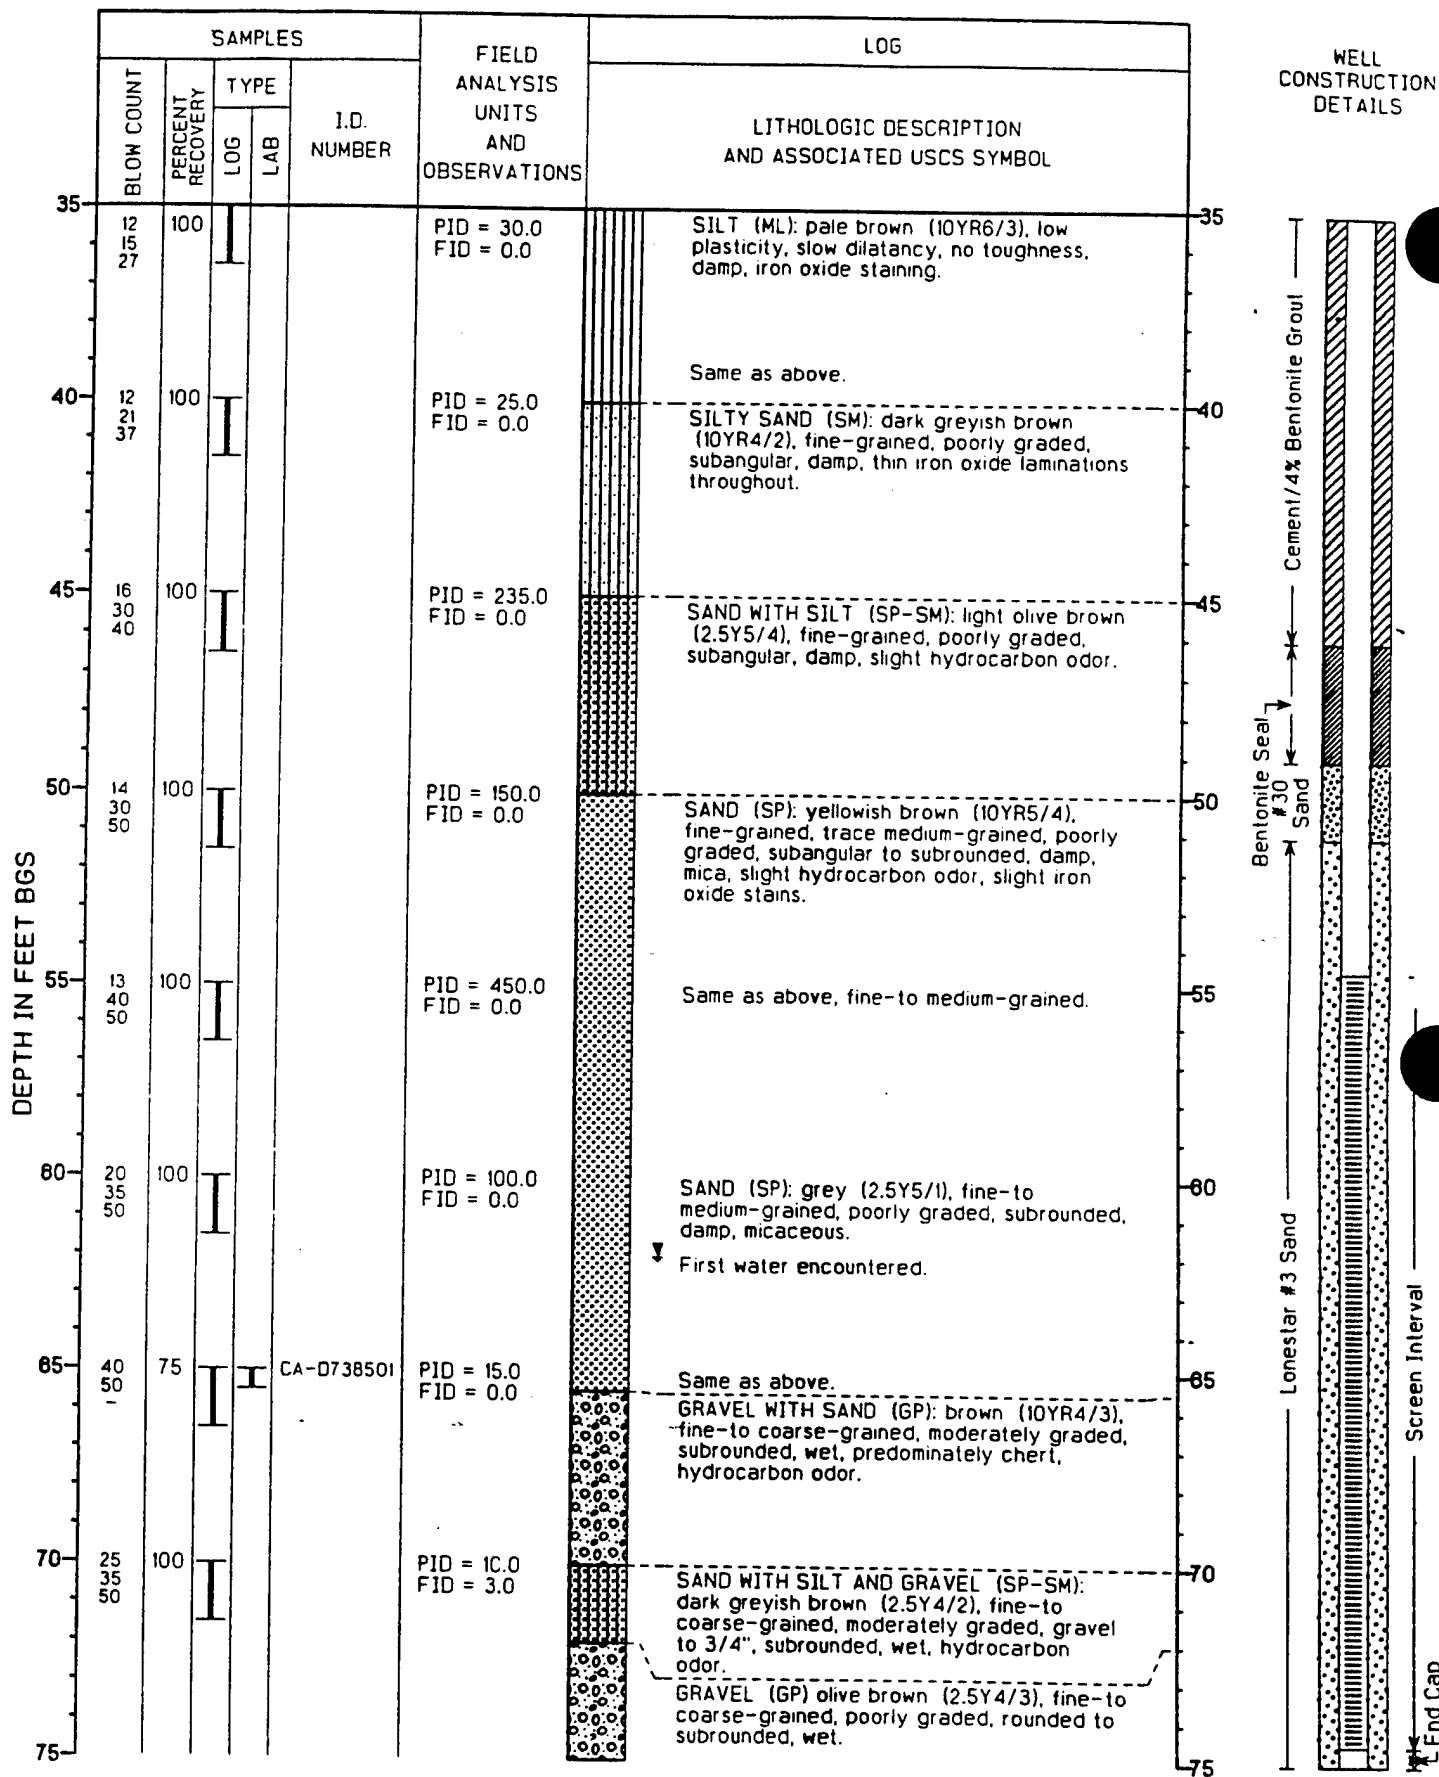 SAMPLES
BLOW COUNT
PERCENT
RECOVERY
TYPE
LOG
LAB
I.D.
NUMBER
FIELD
ANALYSIS
UNITS
AND
OBSERVATIONS
LOG
LITHOLOGIC DESCRIPTION
AND ASSOCIATED USCS SYMBOL
WELL
CONSTRUCTION
DETAILS
DEPTH IN FEET BGS
35
12
15
27
100
PID = 30.0
FID = 0.0
SILT (ML): pale brown (10YR6/3), low
plasticity, slow dilatancy, no toughness,
damp, iron oxide staining.
35
Same as above.
40
12
21
37
100
PID = 25.0
FID = 0.0
SILTY SAND (SM): dark greyish brown
(10YR4/2), fine-grained, poorly graded,
subangular, damp, thin iron oxide laminations
throughout.
40
45
16
30
40
100
PID = 235.0
FID = 0.0
SAND WITH SILT (SP-SM): light olive brown
(2.5Y5/4), fine-grained, poorly graded,
subangular, damp, slight hydrocarbon odor.
45
50
14
30
50
100
PID = 150.0
FID = 0.0
SAND (SP): yellowish brown (10YR5/4),
fine-grained, trace medium-grained, poorly
graded, subangular to subrounded, damp,
mica, slight hydrocarbon odor, slight iron
oxide stains.
50
55
13
40
50
100
PID = 450.0
FID = 0.0
Same as above, fine-to medium-grained.
55
60
20
35
50
100
PID = 100.0
FID = 0.0
SAND (SP): grey (2.5Y5/1), fine-to
medium-grained, poorly graded, subrounded,
damp, micaceous.
First water encountered.
60
65
40
50
-
75
CA-0738501
PID = 15.0
FID = 0.0
Same as above.
GRAVEL WITH SAND (GP): brown (10YR4/3),
fine-to coarse-grained, moderately graded,
subrounded, wet, predominately chert,
hydrocarbon odor.
65
70
25
35
50
100
PID = 10.0
FID = 3.0
SAND WITH SILT AND GRAVEL (SP-SM):
dark greyish brown (2.5Y4/2), fine-to
coarse-grained, moderately graded, gravel
to 3/4", subrounded, wet, hydrocarbon
odor.
GRAVEL (GP) olive brown (2.5Y4/3), fine-to
coarse-grained, poorly graded, rounded to
subrounded, wet.
70
75
75
Cement/4% Bentonite Grout
Bentonite Seal
#30
Sand
Lonestar #3 Sand
Screen Interval
End Cap